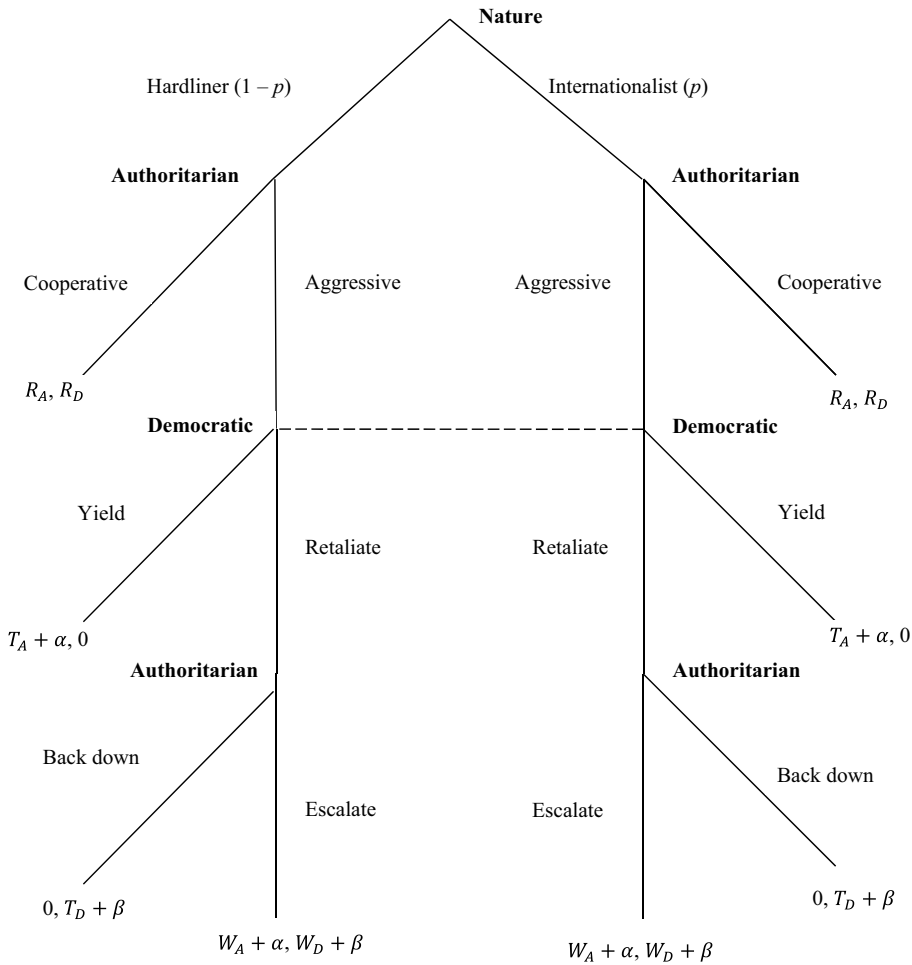 Nature
Hardliner (1 – p)
Internationalist (p)
Authoritarian
Authoritarian
Cooperative
Aggressive
Aggressive
Cooperative
R_A, R_D
R_A, R_D
Democratic
Democratic
Yield
Yield
Retaliate
Retaliate
T_A + α, 0
T_A + α, 0
Authoritarian
Authoritarian
Back down
Back down
Escalate
Escalate
0, T_D + β
0, T_D + β
W_A + α, W_D + β
W_A + α, W_D + β